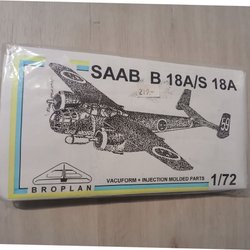 SAAB B 18A/S 18A
BROPLAN
VACUFORM + INJECTION MOLDED PARTS
1/72